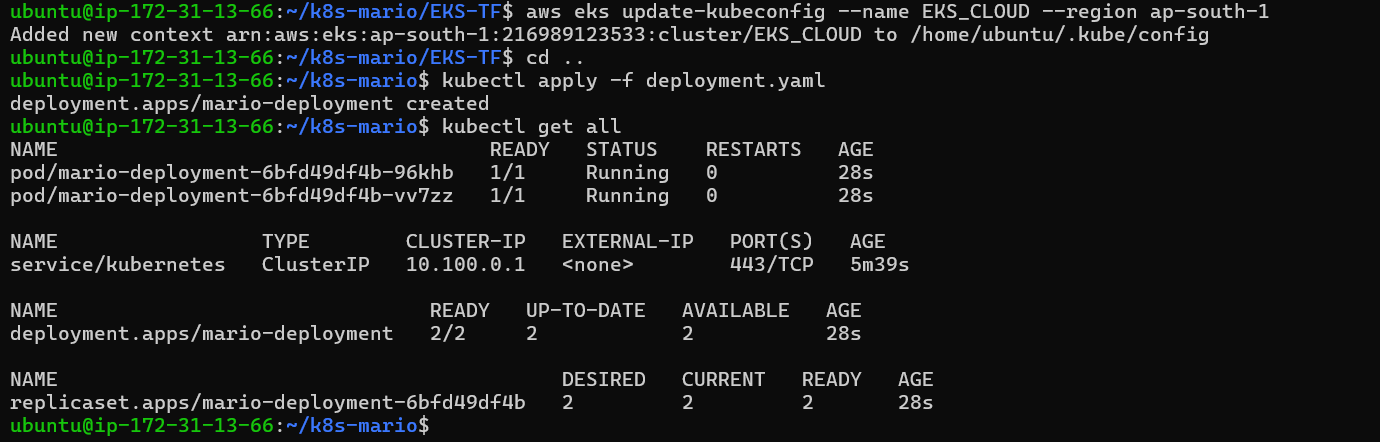 ubuntu@ip-172-31-13-66:~/k8s-mario/EKS-TF$ aws eks update-kubeconfig --name EKS_CLOUD --region ap-south-1
Added new context arn:aws:eks:ap-south-1:216989123533:cluster/EKS_CLOUD to /home/ubuntu/.kube/config
ubuntu@ip-172-31-13-66:~/k8s-mario/EKS-TF$ cd ..
ubuntu@ip-172-31-13-66:~/k8s-mario$ kubectl apply -f deployment.yaml
deployment.apps/mario-deployment created
ubuntu@ip-172-31-13-66:~/k8s-mario$ kubectl get all
NAME                                    READY   STATUS    RESTARTS   AGE
pod/mario-deployment-6bfd49df4b-96khb   1/1     Running   0          28s
pod/mario-deployment-6bfd49df4b-vv7zz   1/1     Running   0          28s

NAME                 TYPE        CLUSTER-IP   EXTERNAL-IP   PORT(S)   AGE
service/kubernetes   ClusterIP   10.100.0.1   <none>        443/TCP   5m39s

NAME                               READY   UP-TO-DATE   AVAILABLE   AGE
deployment.apps/mario-deployment   2/2     2            2           28s

NAME                                          DESIRED   CURRENT   READY   AGE
replicaset.apps/mario-deployment-6bfd49df4b   2         2         2       28s
ubuntu@ip-172-31-13-66:~/k8s-mario$